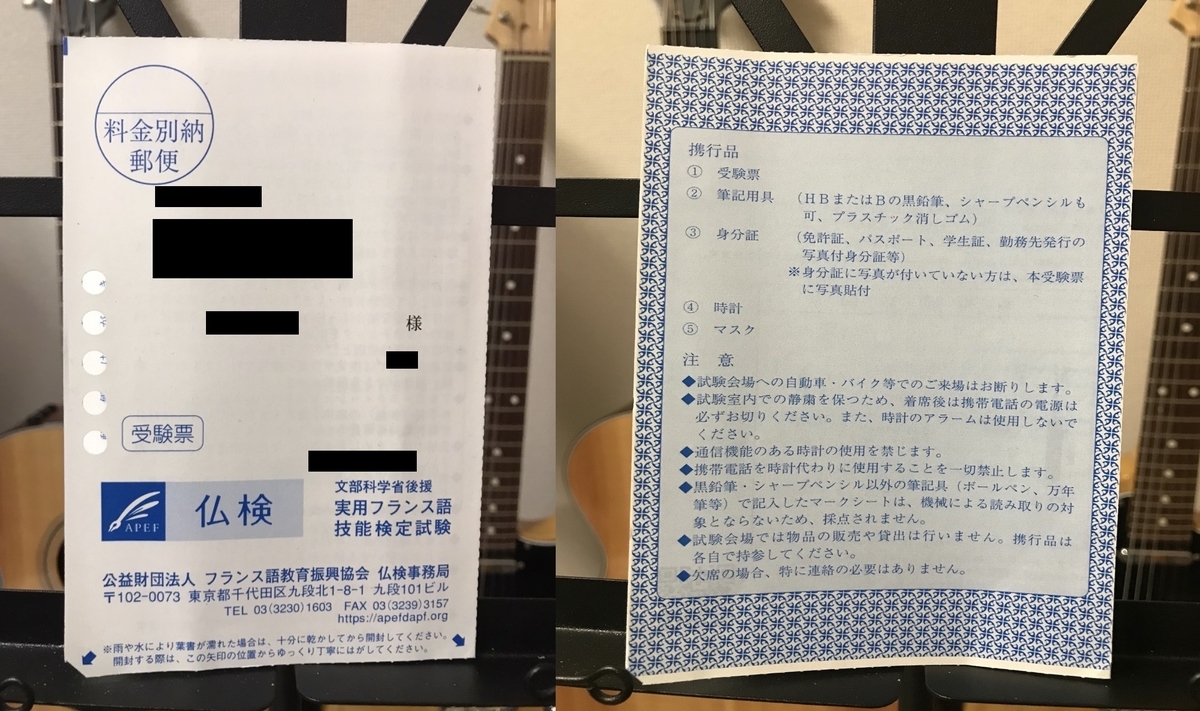 料金別納
郵便
様
受験票
APEF
仏検
文部科学省後援
実用フランス語
技能検定試験
公益財団法人 フランス語教育振興協会 仏検事務局
〒102-0073 東京都千代田区九段北1-8-1 九段101ビル
TEL 03(3230)1603 FAX 03(3239)3157
https://apefdapf.org
※雨や水により葉書が濡れた場合は、十分に乾かしてから開封してください。
開封する際は、この矢印の位置からゆっくり丁寧にはがしてください。
携行品
① 受験票
② 筆記用具 (HBまたはBの黒鉛筆、シャープペンシルも
可、プラスチック消しゴム)
③ 身分証 (免許証、パスポート、学生証、勤務先発行の
写真付身分証等)
※身分証に写真が付いていない方は、本受験票
に写真貼付
④ 時計
⑤ マスク
注 意
◆試験会場への自動車・バイク等でのご来場はお断りします。
◆試験室内での静粛を保つため、着席後は携帯電話の電源は
必ずお切りください。また、時計のアラームは使用しないで
ください。
◆通信機能のある時計の使用を禁じます。
◆携帯電話を時計代わりに使用することを一切禁止します。
◆黒鉛筆・シャープペンシル以外の筆記具(ボールペン、万年
筆等)で記入したマークシートは、機械による読み取りの対
象とならないため、採点されません。
◆試験会場では物品の販売や貸出は行いません。携行品は
各自で持参してください。
◆欠席の場合、特に連絡の必要はありません。